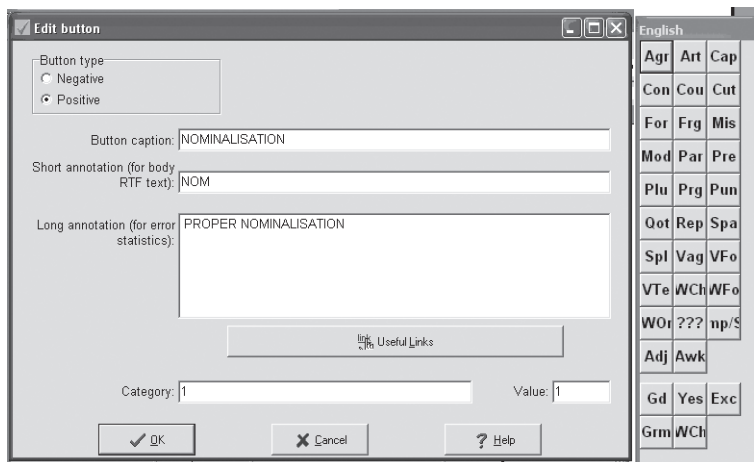 Edit button
Button type
Negative
Positive
Button caption: NOMINALISATION
Short annotation (for body
RTF text): NOM
Long annotation (for error
statistics): PROPER NOMINALISATION
Useful Links
Category: 1 Value: 1
OK Cancel ? Help
English
Agr Art Cap
Con Cou Cut
For Frg Mis
Mod Par Pre
Plu Prg Pun
Qot Rep Spa
Spl Vag VFo
VTe WCh WFo
WOr ??? mp/S
Adj Awk
Gd Yes Exc
Grm WCh